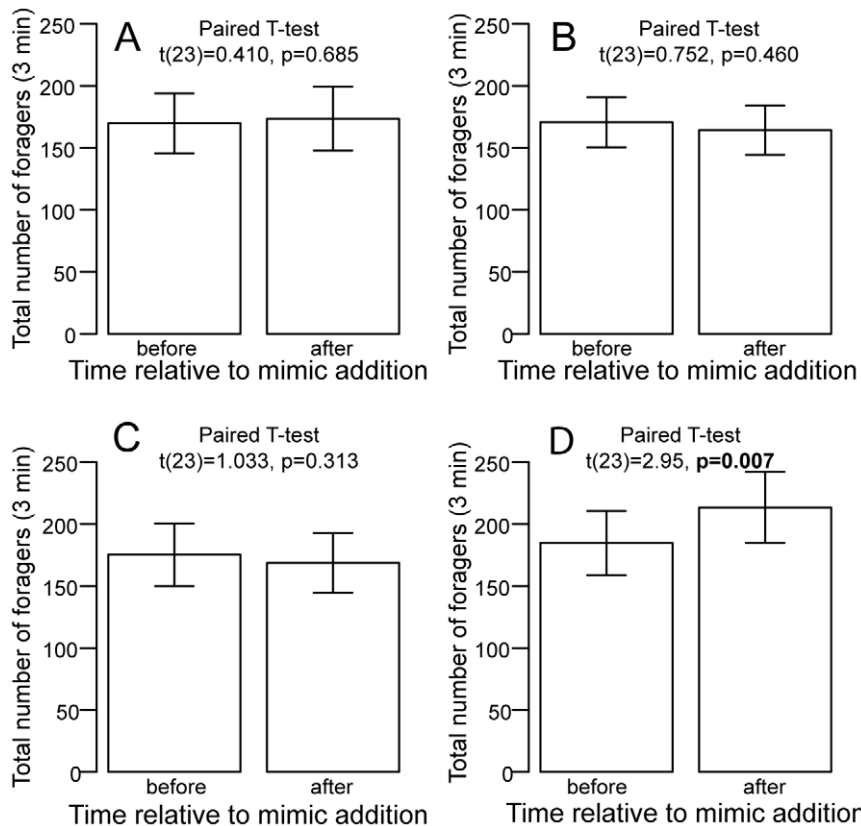 A
Paired T-test
t(23)=0.410, p=0.685
Total number of foragers (3 min)
250
200
150
100
50
0
before
after
Time relative to mimic addition
B
Paired T-test
t(23)=0.752, p=0.460
Total number of foragers (3 min)
250
200
150
100
50
0
before
after
Time relative to mimic addition
C
Paired T-test
t(23)=1.033, p=0.313
Total number of foragers (3 min)
250
200
150
100
50
0
before
after
Time relative to mimic addition
D
Paired T-test
t(23)=2.95, p=0.007
Total number of foragers (3 min)
250
200
150
100
50
0
before
after
Time relative to mimic addition